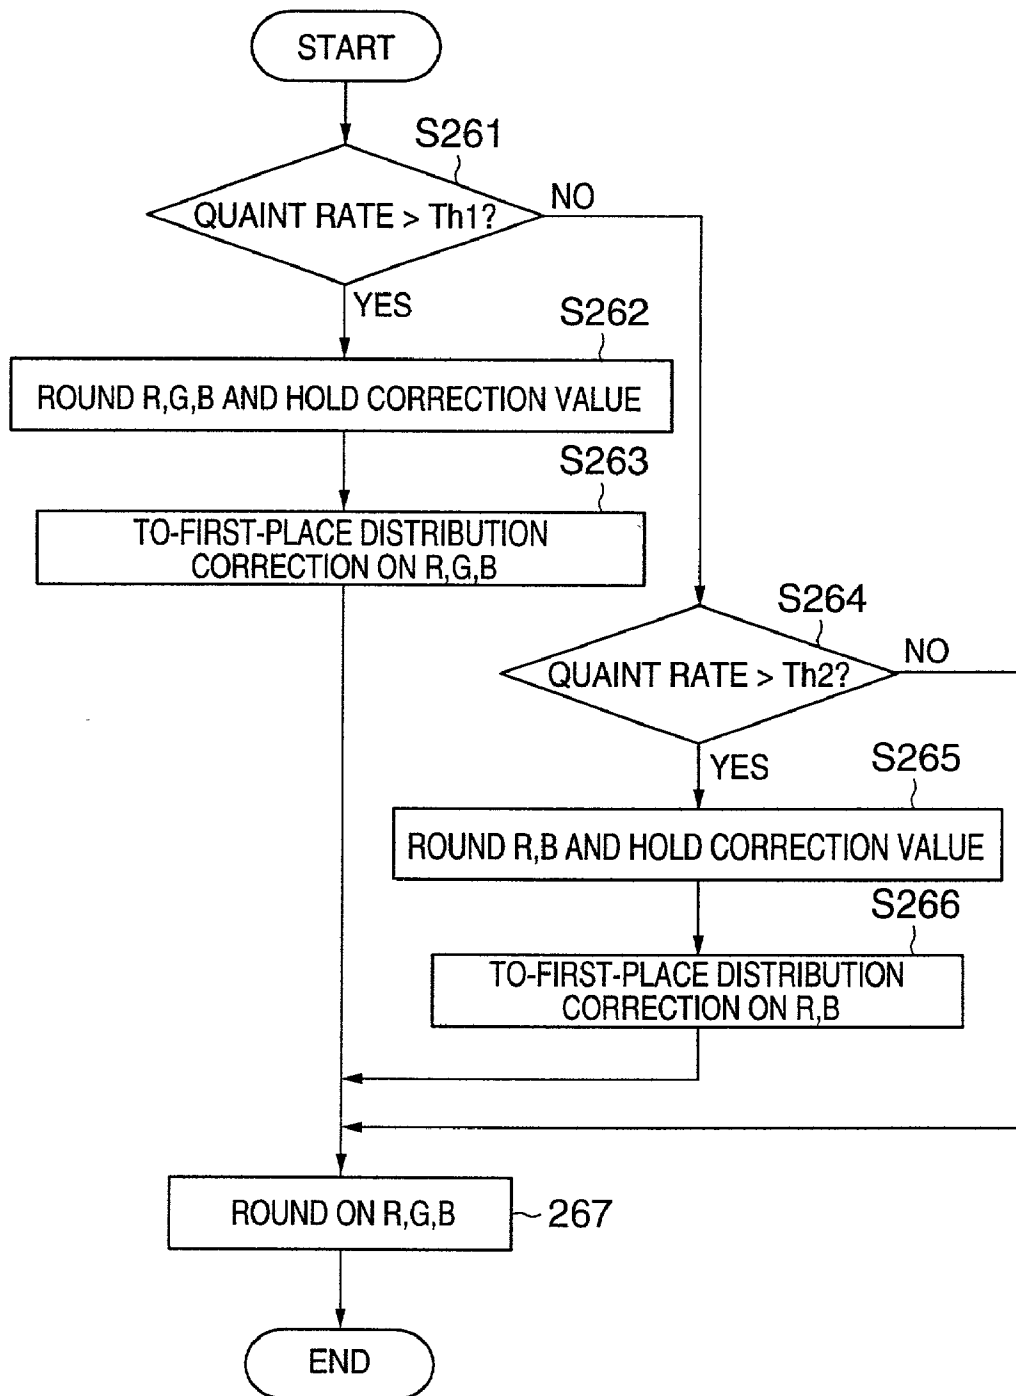 START
S261
QUAINT RATE > Th1?
NO
YES
S262
ROUND R,G,B AND HOLD CORRECTION VALUE
S263
TO-FIRST-PLACE DISTRIBUTION
CORRECTION ON R,G,B
S264
QUAINT RATE > Th2?
NO
YES
S265
ROUND R,B AND HOLD CORRECTION VALUE
S266
TO-FIRST-PLACE DISTRIBUTION
CORRECTION ON R,B
ROUND ON R,G,B
267
END